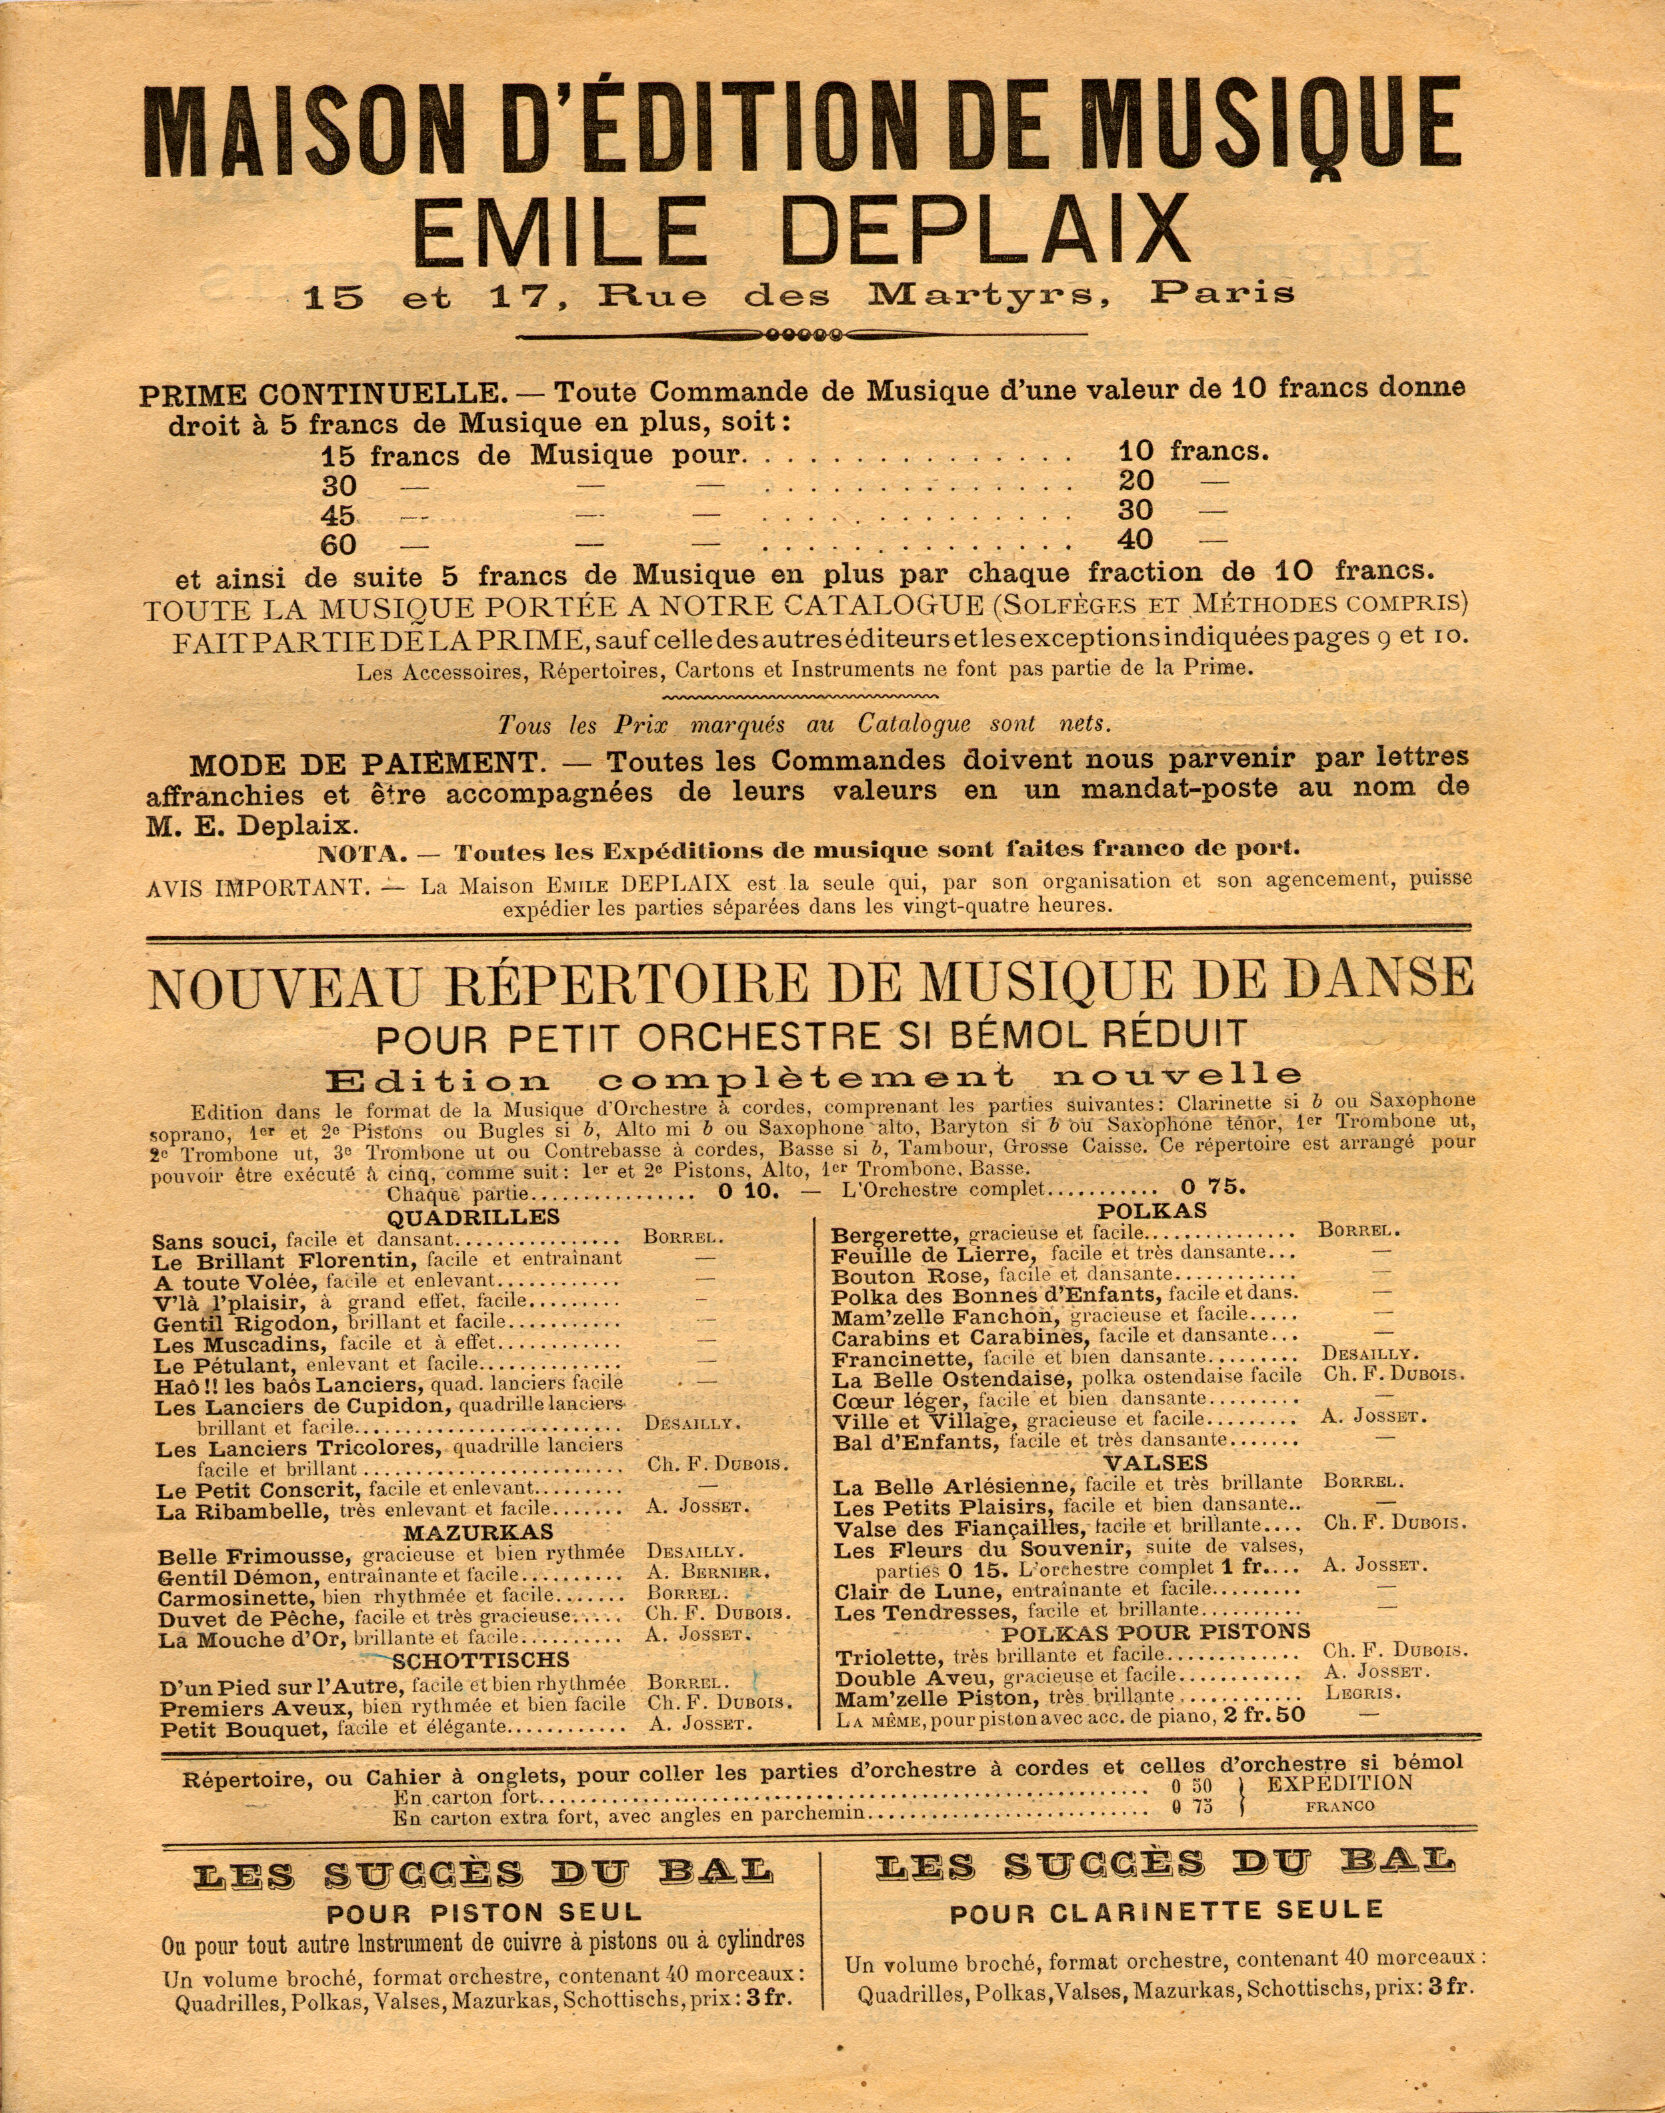 MAISON D'ÉDITION DE MUSIQUE
EMILE DEPLAIX
15 et 17, Rue des Martyrs, Paris
PRIME CONTINUELLE. — Toute Commande de Musique d'une valeur de 10 francs donne
droit à 5 francs de Musique en plus, soit :
15 francs de Musique pour. . . . . . . . . . . . . . . . 10 francs.
30 — — — . . . . . . . . . . . . . . 20 —
45 — — — . . . . . . . . . . . . . . 30 —
60 — — — . . . . . . . . . . . . . . 40 —
et ainsi de suite 5 francs de Musique en plus par chaque fraction de 10 francs.
TOUTE LA MUSIQUE PORTÉE A NOTRE CATALOGUE (SOLFÈGES ET MÉTHODES COMPRIS)
FAIT PARTIE DE LA PRIME, sauf celle des autres éditeurs et les exceptions indiquées pages 9 et 10.
Les Accessoires, Répertoires, Cartons et Instruments ne font pas partie de la Prime.
Tous les Prix marqués au Catalogue sont nets.
MODE DE PAIEMENT. — Toutes les Commandes doivent nous parvenir par lettres
affranchies et être accompagnées de leurs valeurs en un mandat-poste au nom de
M. E. Deplaix.
NOTA. — Toutes les Expéditions de musique sont faites franco de port.
AVIS IMPORTANT. — La Maison EMILE DEPLAIX est la seule qui, par son organisation et son agencement, puisse
expédier les parties séparées dans les vingt-quatre heures.
NOUVEAU RÉPERTOIRE DE MUSIQUE DE DANSE
POUR PETIT ORCHESTRE SI BÉMOL RÉDUIT
Edition complètement nouvelle
Edition dans le format de la Musique d'Orchestre à cordes, comprenant les parties suivantes : Clarinette si b ou Saxophone
soprano, 1er et 2e Pistons ou Bugles si b, Alto mi b ou Saxophone alto, Baryton si b ou Saxophone ténor, 1er Trombone ut,
2e Trombone ut, 3e Trombone ut ou Contrebasse à cordes, Basse si b, Tambour, Grosse Caisse. Ce répertoire est arrangé pour
pouvoir être exécuté à cinq, comme suit : 1er et 2e Pistons, Alto, 1er Trombone, Basse.
Chaque partie................ 0 10. — L'Orchestre complet........... 0 75.
QUADRILLES
Sans souci, facile et dansant................ BORREL.
Le Brillant Florentin, facile et entrainant —
A toute Volée, facile et enlevant............ —
V'là l'plaisir, à grand effet, facile......... —
Gentil Rigodon, brillant et facile........... —
Les Muscadins, facile et à effet............ —
Le Pétulant, enlevant et facile.............. —
Haô !! les baôs Lanciers, quad. lanciers facile —
Les Lanciers de Cupidon, quadrille lanciers
brillant et facile.......................... DESAILLY.
Les Lanciers Tricolores, quadrille lanciers
facile et brillant......................... Ch. F. DUBOIS.
Le Petit Conscrit, facile et enlevant......... —
La Ribambelle, très enlevant et facile....... A. JOSSET.
MAZURKAS
Belle Frimousse, gracieuse et bien rythmée DESAILLY.
Gentil Démon, entrainante et facile.......... A. BERNIER.
Carmosinette, bien rhythmée et facile....... BORREL.
Duvet de Pêche, facile et très gracieuse..... Ch. F. DUBOIS.
La Mouche d'Or, brillante et facile.......... A. JOSSET.
SCHOTTISCHS
D'un Pied sur l'Autre, facile et bien rhythmée BORREL.
Premiers Aveux, bien rythmée et bien facile Ch. F. DUBOIS.
Petit Bouquet, facile et élégante............ A. JOSSET.
POLKAS
Bergerette, gracieuse et facile............... BORREL.
Feuille de Lierre, facile et très dansante... —
Bouton Rose, facile et dansante............ —
Polka des Bonnes d'Enfants, facile et dans. —
Mam'zelle Fanchon, gracieuse et facile..... —
Carabins et Carabines, facile et dansante... —
Francinette, facile et bien dansante......... DESAILLY.
La Belle Ostendaise, polka ostendaise facile Ch. F. DUBOIS.
Cœur léger, facile et bien dansante......... —
Ville et Village, gracieuse et facile......... A. JOSSET.
Bal d'Enfants, facile et très dansante....... —
VALSES
La Belle Arlésienne, facile et très brillante BORREL.
Les Petits Plaisirs, facile et bien dansante.. —
Valse des Fiançailles, facile et brillante.... Ch. F. DUBOIS.
Les Fleurs du Souvenir, suite de valses,
parties 0 15. L'orchestre complet 1 fr.... A. JOSSET.
Clair de Lune, entrainante et facile......... —
Les Tendresses, facile et brillante.......... —
POLKAS POUR PISTONS
Triolette, très brillante et facile............. Ch. F. DUBOIS.
Double Aveu, gracieuse et facile............ A. JOSSET.
Mam'zelle Piston, très brillante............ LEGRIS.
LA MÊME, pour piston avec acc. de piano, 2 fr. 50 —
Répertoire, ou Cahier à onglets, pour coller les parties d'orchestre à cordes et celles d'orchestre si bémol
En carton fort............................................................ 0 50 } EXPÉDITION
En carton extra fort, avec angles en parchemin........................... 0 75 } FRANCO
LES SUCCÈS DU BAL
POUR PISTON SEUL
Ou pour tout autre Instrument de cuivre à pistons ou à cylindres
Un volume broché, format orchestre, contenant 40 morceaux :
Quadrilles, Polkas, Valses, Mazurkas, Schottischs, prix : 3 fr.
LES SUCCÈS DU BAL
POUR CLARINETTE SEULE
Un volume broché, format orchestre, contenant 40 morceaux :
Quadrilles, Polkas, Valses, Mazurkas, Schottischs, prix : 3 fr.